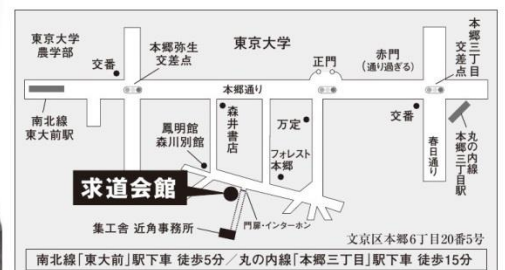 東京大学
農学部
交番
本郷弥生
交差点
東京大学
正門
赤門
(通り過ぎる)
本郷三丁目
交差点
本郷通り
南北線
東大前駅
鳳明館
森川別館
森井書店
万定
フォレスト
本郷
交番
春日通り
丸の内線
本郷三丁目駅
求道会館
集工舎 近角事務所
門扉・インターホン
文京区本郷6丁目20番5号
南北線「東大前」駅下車 徒歩5分／丸の内線「本郷三丁目」駅下車 徒歩15分